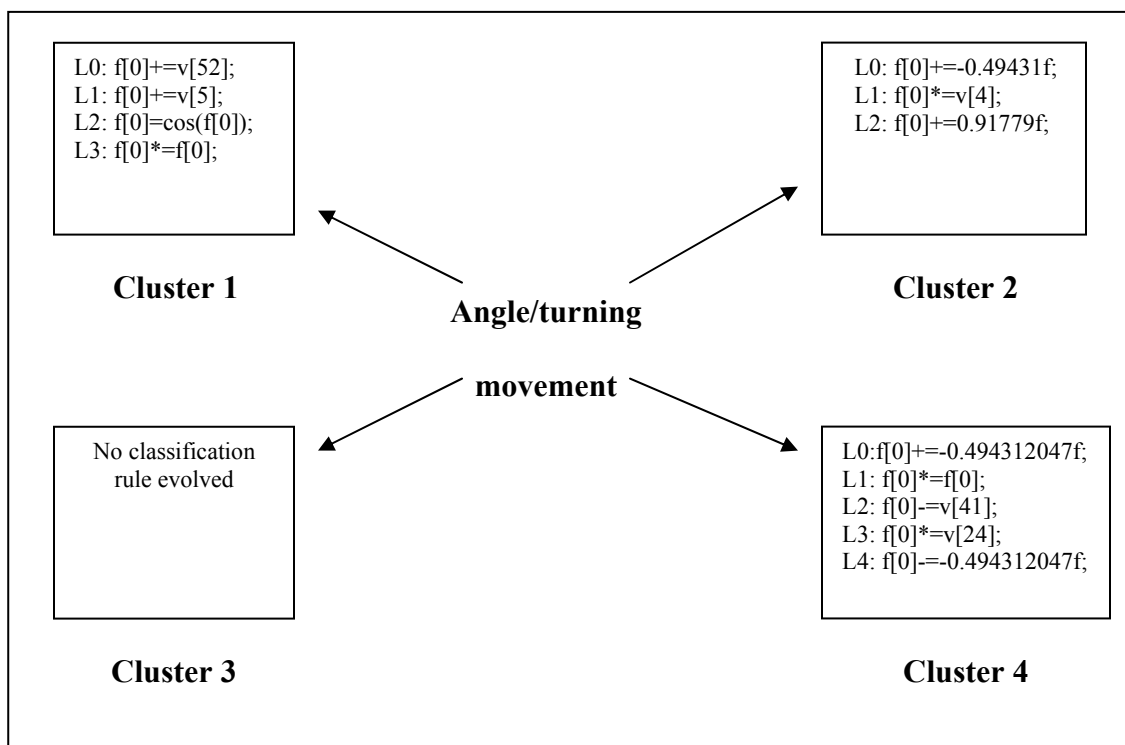 L0: f[0]+=v[52];
L1: f[0]+=v[5];
L2: f[0]=cos(f[0]);
L3: f[0]*=f[0];
Cluster 1
L0: f[0]+=-0.49431f;
L1: f[0]*=v[4];
L2: f[0]+=0.91779f;
Cluster 2
Angle/turning
movement
No classification
rule evolved
Cluster 3
L0:f[0]+=-0.494312047f;
L1: f[0]*=f[0];
L2: f[0]-=v[41];
L3: f[0]*=v[24];
L4: f[0]-=-0.494312047f;
Cluster 4